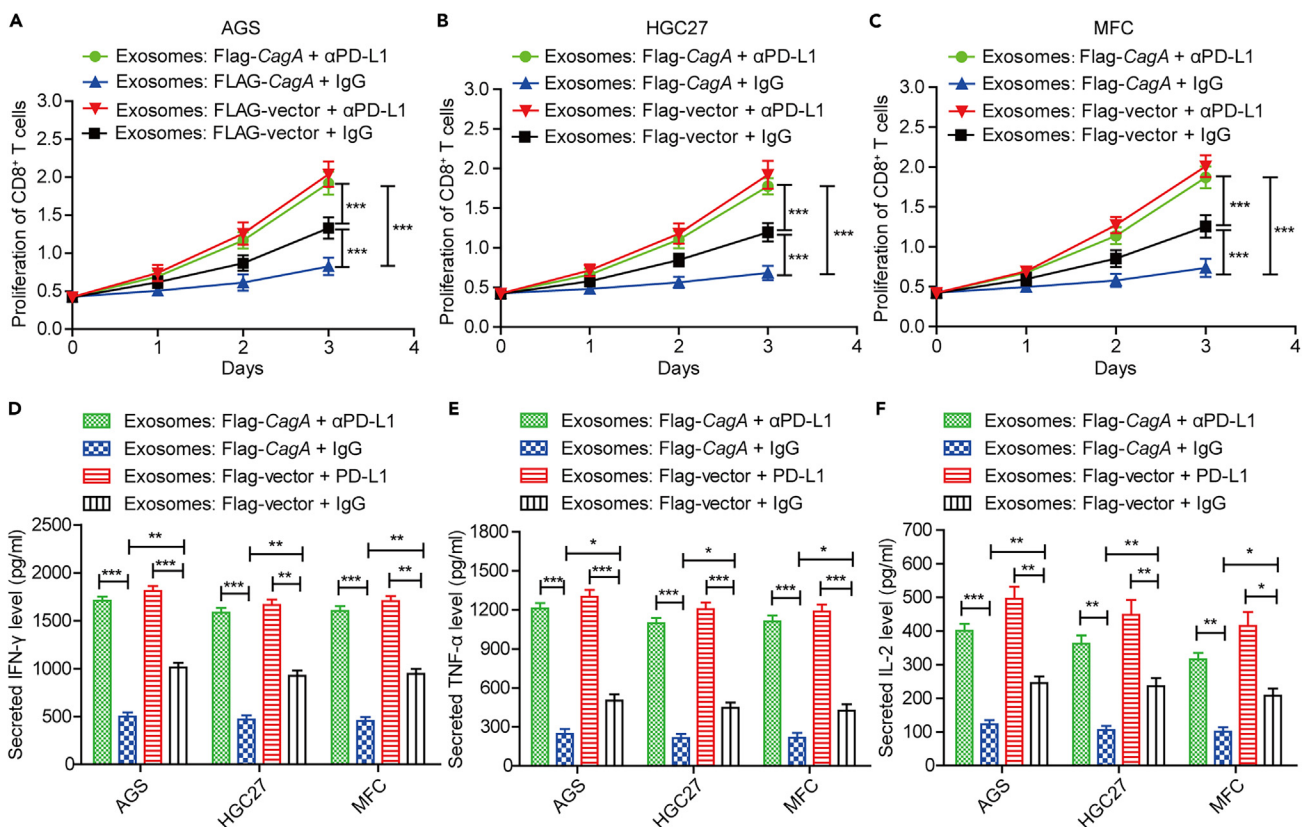 A
AGS
Exosomes: Flag-CagA + αPD-L1
Exosomes: FLAG-CagA + IgG
Exosomes: FLAG-vector + αPD-L1
Exosomes: FLAG-vector + IgG
Proliferation of CD8⁺ T cells
3.0
2.5
2.0
1.5
1.0
0.5
0.0
***
***
***
0 1 2 3 4
Days
B
HGC27
Exosomes: Flag-CagA + αPD-L1
Exosomes: Flag-CagA + IgG
Exosomes: Flag-vector + αPD-L1
Exosomes: Flag-vector + IgG
Proliferation of CD8⁺ T cells
3.0
2.5
2.0
1.5
1.0
0.5
0.0
***
***
***
0 1 2 3 4
Days
C
MFC
Exosomes: Flag-CagA + αPD-L1
Exosomes: Flag-CagA + IgG
Exosomes: Flag-vector + αPD-L1
Exosomes: Flag-vector + IgG
Proliferation of CD8⁺ T cells
3.0
2.5
2.0
1.5
1.0
0.5
0.0
***
***
***
0 1 2 3 4
Days
D
Exosomes: Flag-CagA + αPD-L1
Exosomes: Flag-CagA + IgG
Exosomes: Flag-vector + PD-L1
Exosomes: Flag-vector + IgG
Secreted IFN-γ level (pg/ml)
2500
2000
1500
1000
500
0
** ** **
*** *** *** ** *** **
AGS HGC27 MFC
E
Exosomes: Flag-CagA + αPD-L1
Exosomes: Flag-CagA + IgG
Exosomes: Flag-vector + PD-L1
Exosomes: Flag-vector + IgG
Secreted TNF-α level (pg/ml)
1800
1500
1200
900
600
300
0
* * *
*** *** *** *** *** ***
AGS HGC27 MFC
F
Exosomes: Flag-CagA + αPD-L1
Exosomes: Flag-CagA + IgG
Exosomes: Flag-vector + PD-L1
Exosomes: Flag-vector + IgG
Secreted IL-2 level (pg/ml)
700
600
500
400
300
200
100
0
** ** *
*** ** ** ** ** *
AGS HGC27 MFC